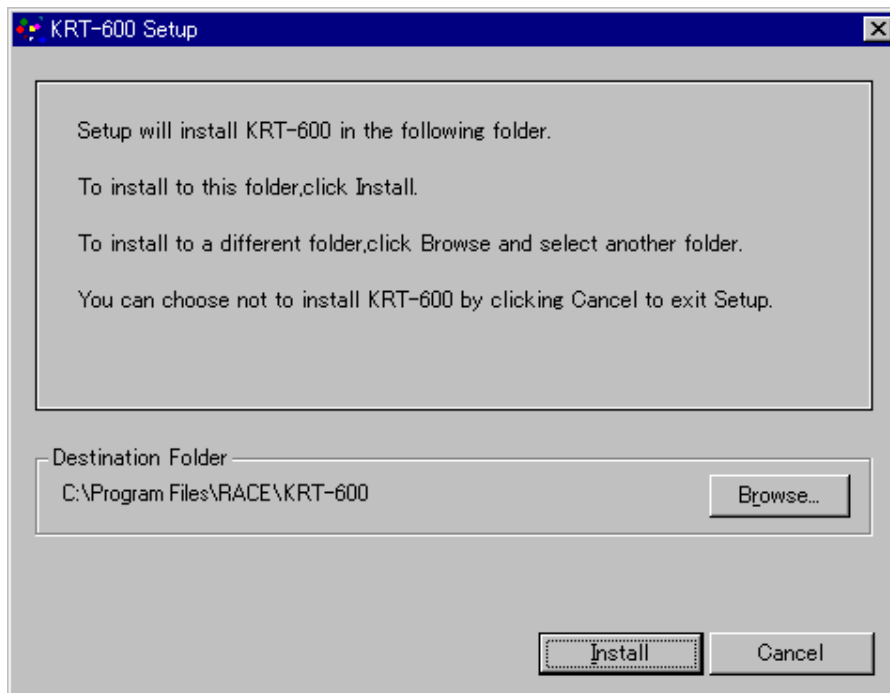 KRT-600 Setup
Setup will install KRT-600 in the following folder.
To install to this folder,click Install.
To install to a different folder,click Browse and select another folder.
You can choose not to install KRT-600 by clicking Cancel to exit Setup.
Destination Folder
C:\Program Files\RACE\KRT-600
Browse...
Install
Cancel